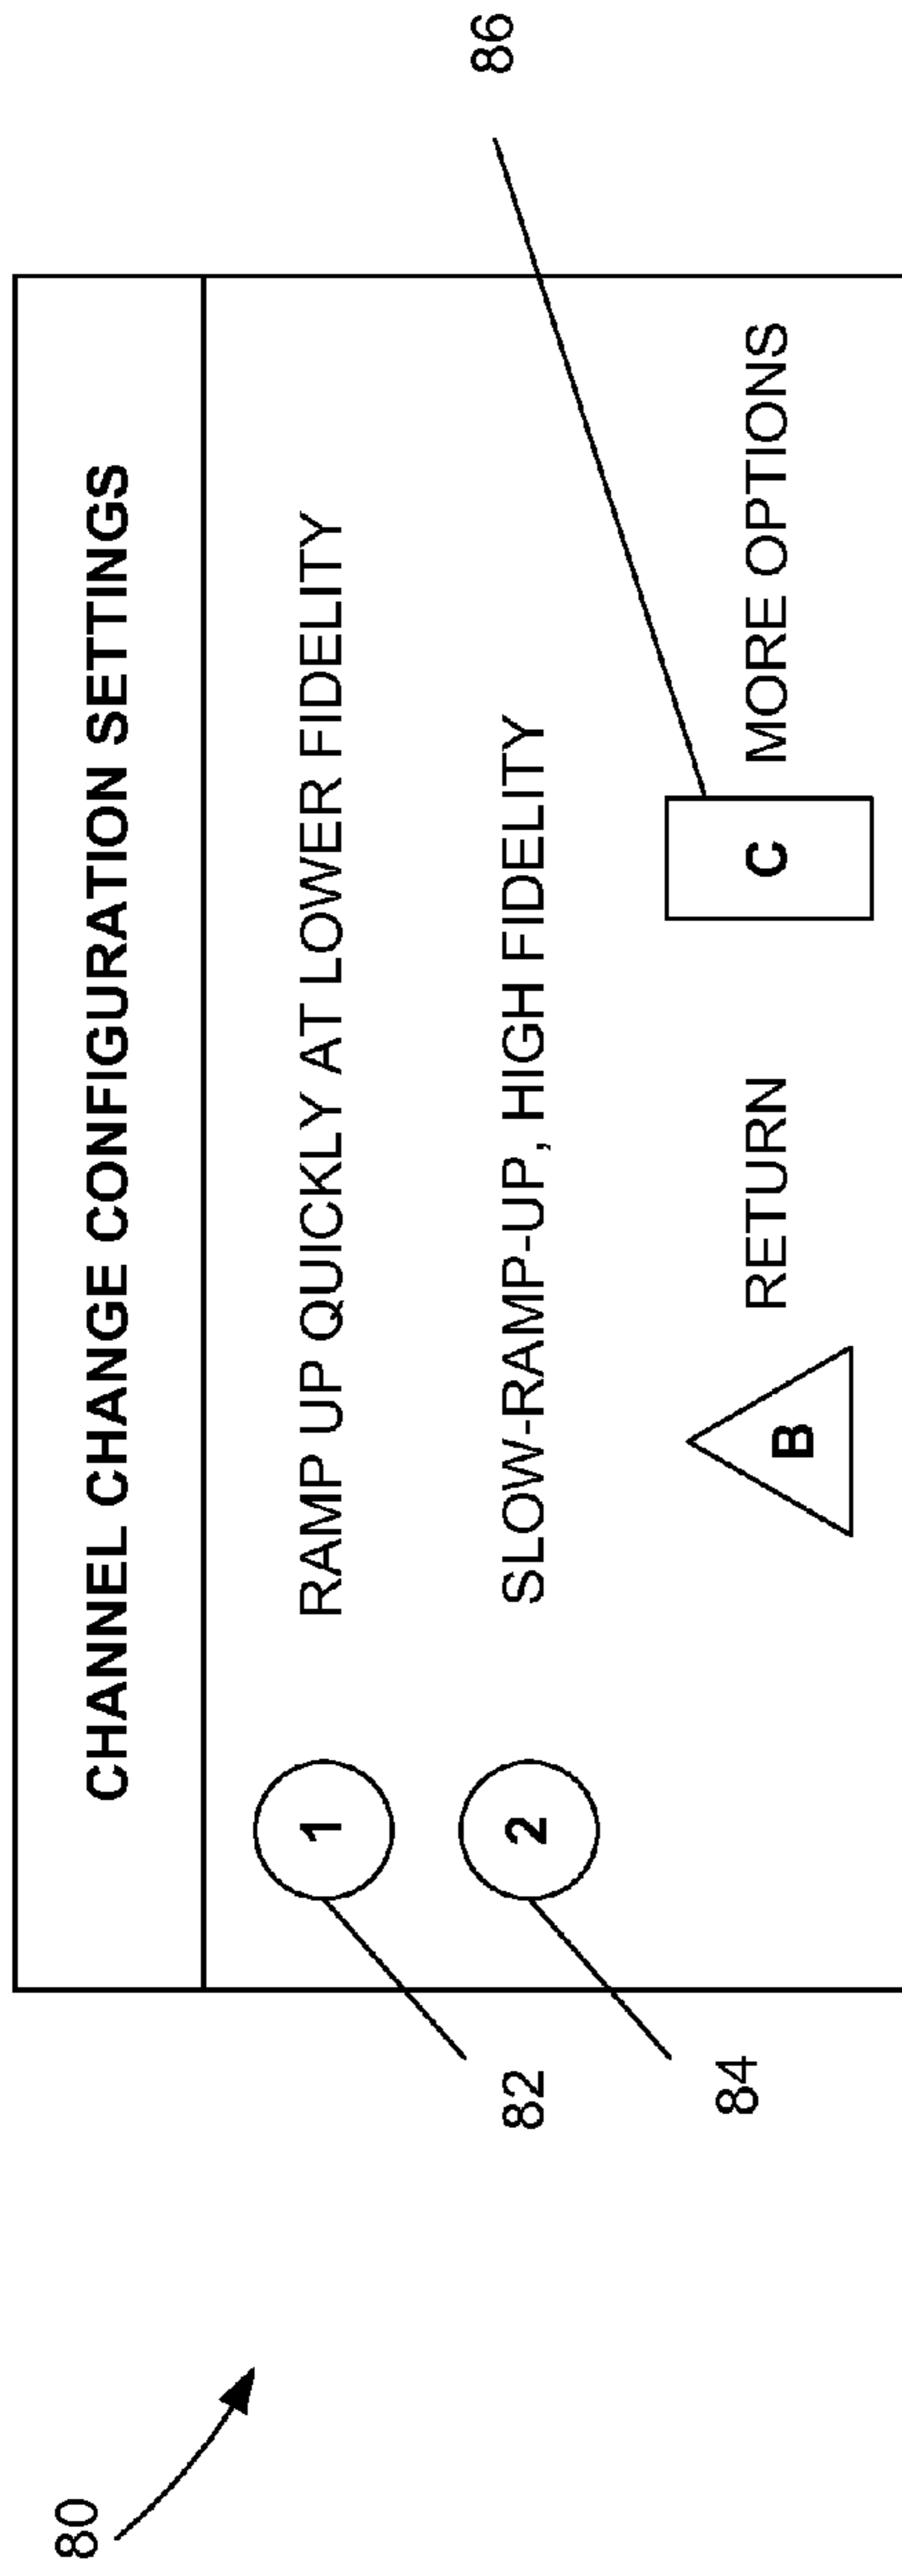 80
CHANNEL CHANGE CONFIGURATION SETTINGS
1 RAMP UP QUICKLY AT LOWER FIDELITY
82
2 SLOW-RAMP-UP, HIGH FIDELITY
84
B RETURN C MORE OPTIONS
86